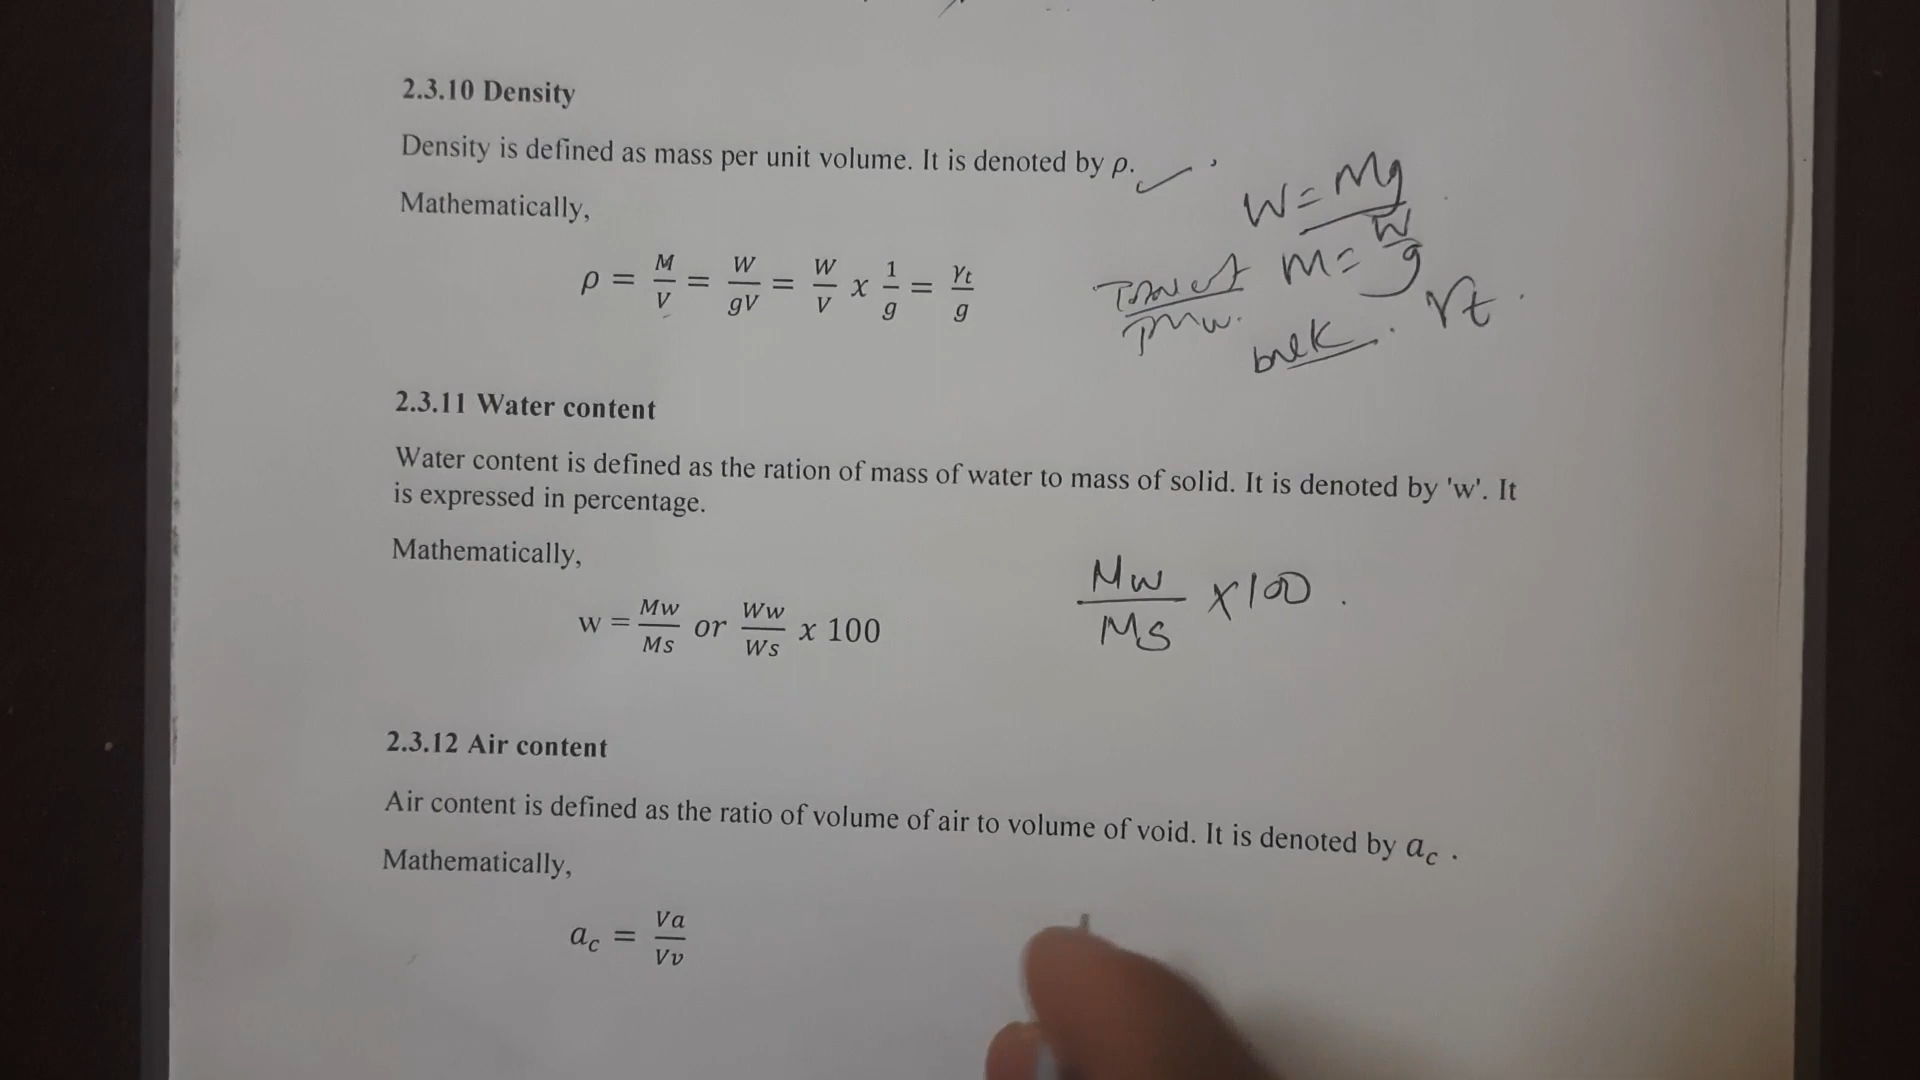 2.3.10 Density
Density is defined as mass per unit volume. It is denoted by ρ.
Mathematically,
ρ = M/V = W/gV = W/V x 1/g = γt/g
W = Mg
M = W/g
bulk. γt
2.3.11 Water content
Water content is defined as the ration of mass of water to mass of solid. It is denoted by 'w'. It
is expressed in percentage.
Mathematically,
w = Mw/Ms or Ww/Ws x 100
Mw/Ms x 100
2.3.12 Air content
Air content is defined as the ratio of volume of air to volume of void. It is denoted by ac .
Mathematically,
ac = Va/Vv